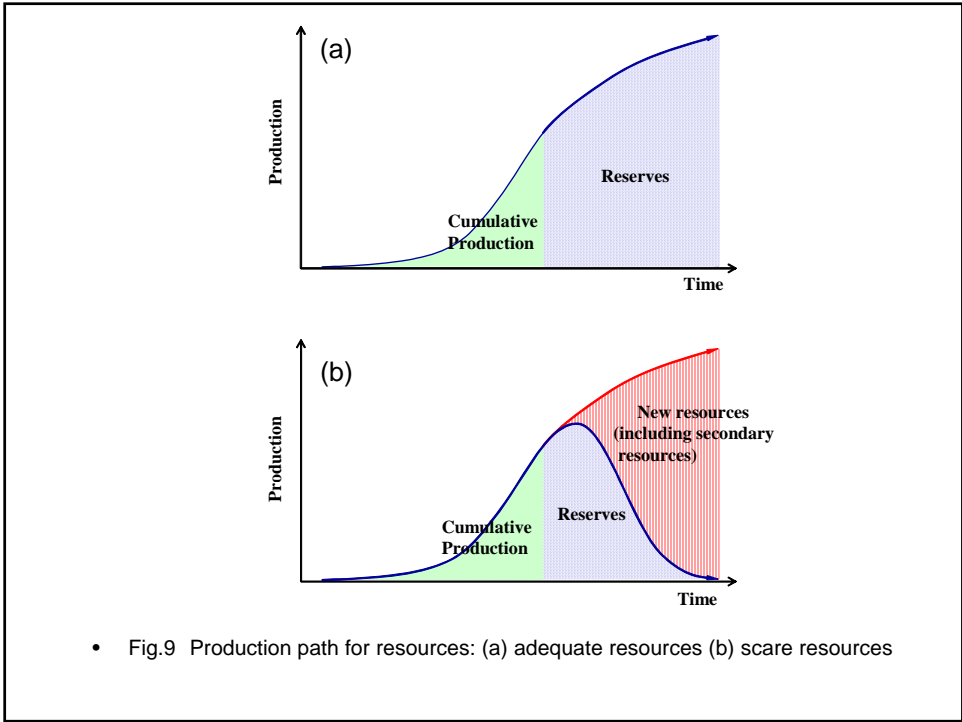 (a)
Production
Reserves
Cumulative
Production
Time
(b)
Production
New resources
(including secondary
resources)
Reserves
Cumulative
Production
Time
• Fig.9 Production path for resources: (a) adequate resources (b) scare resources